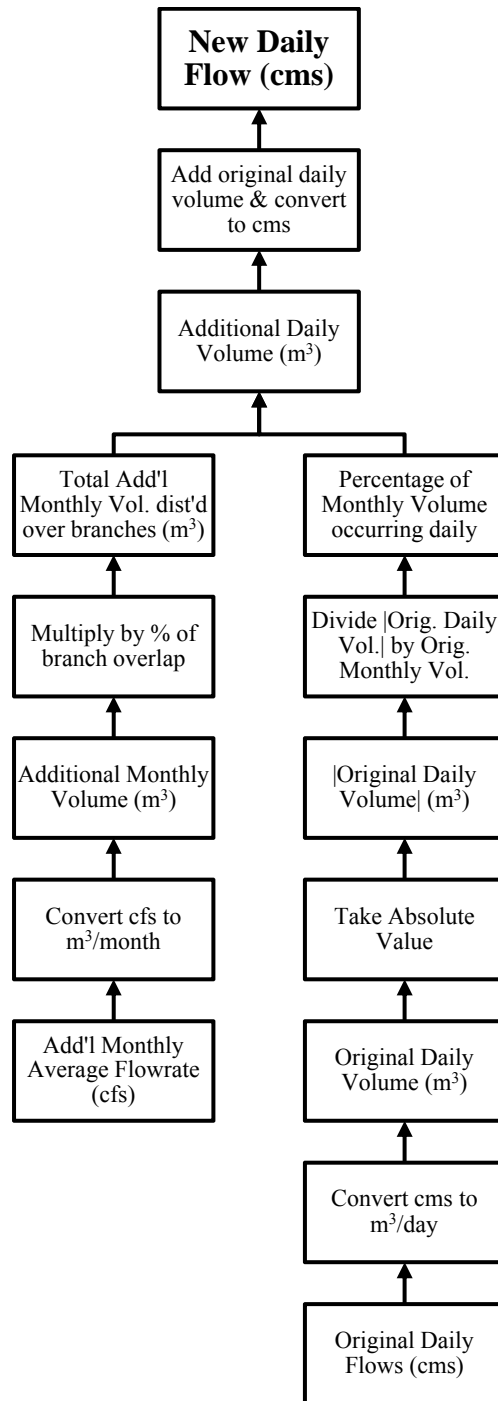 New Daily
Flow (cms)
Add original daily
volume & convert
to cms
Additional Daily
Volume (m³)
Total Add'l
Monthly Vol. dist'd
over branches (m³)
Percentage of
Monthly Volume
occurring daily
Multiply by % of
branch overlap
Divide |Orig. Daily
Vol.| by Orig.
Monthly Vol.
Additional Monthly
Volume (m³)
|Original Daily
Volume| (m³)
Convert cfs to
m³/month
Take Absolute
Value
Add'l Monthly
Average Flowrate
(cfs)
Original Daily
Volume (m³)
Convert cms to
m³/day
Original Daily
Flows (cms)